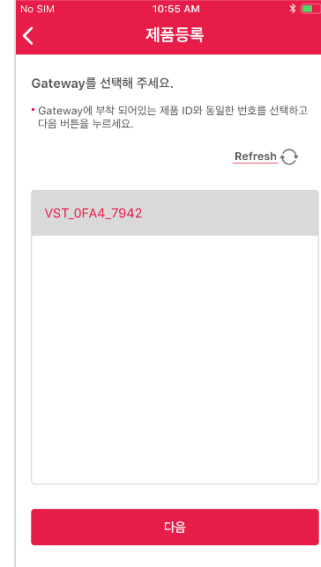 No SIM 10:55 AM
제품등록
Gateway를 선택해 주세요.
• Gateway에 부착 되어있는 제품 ID와 동일한 번호를 선택하고
다음 버튼을 누르세요.
Refresh
VST_0FA4_7942
다음